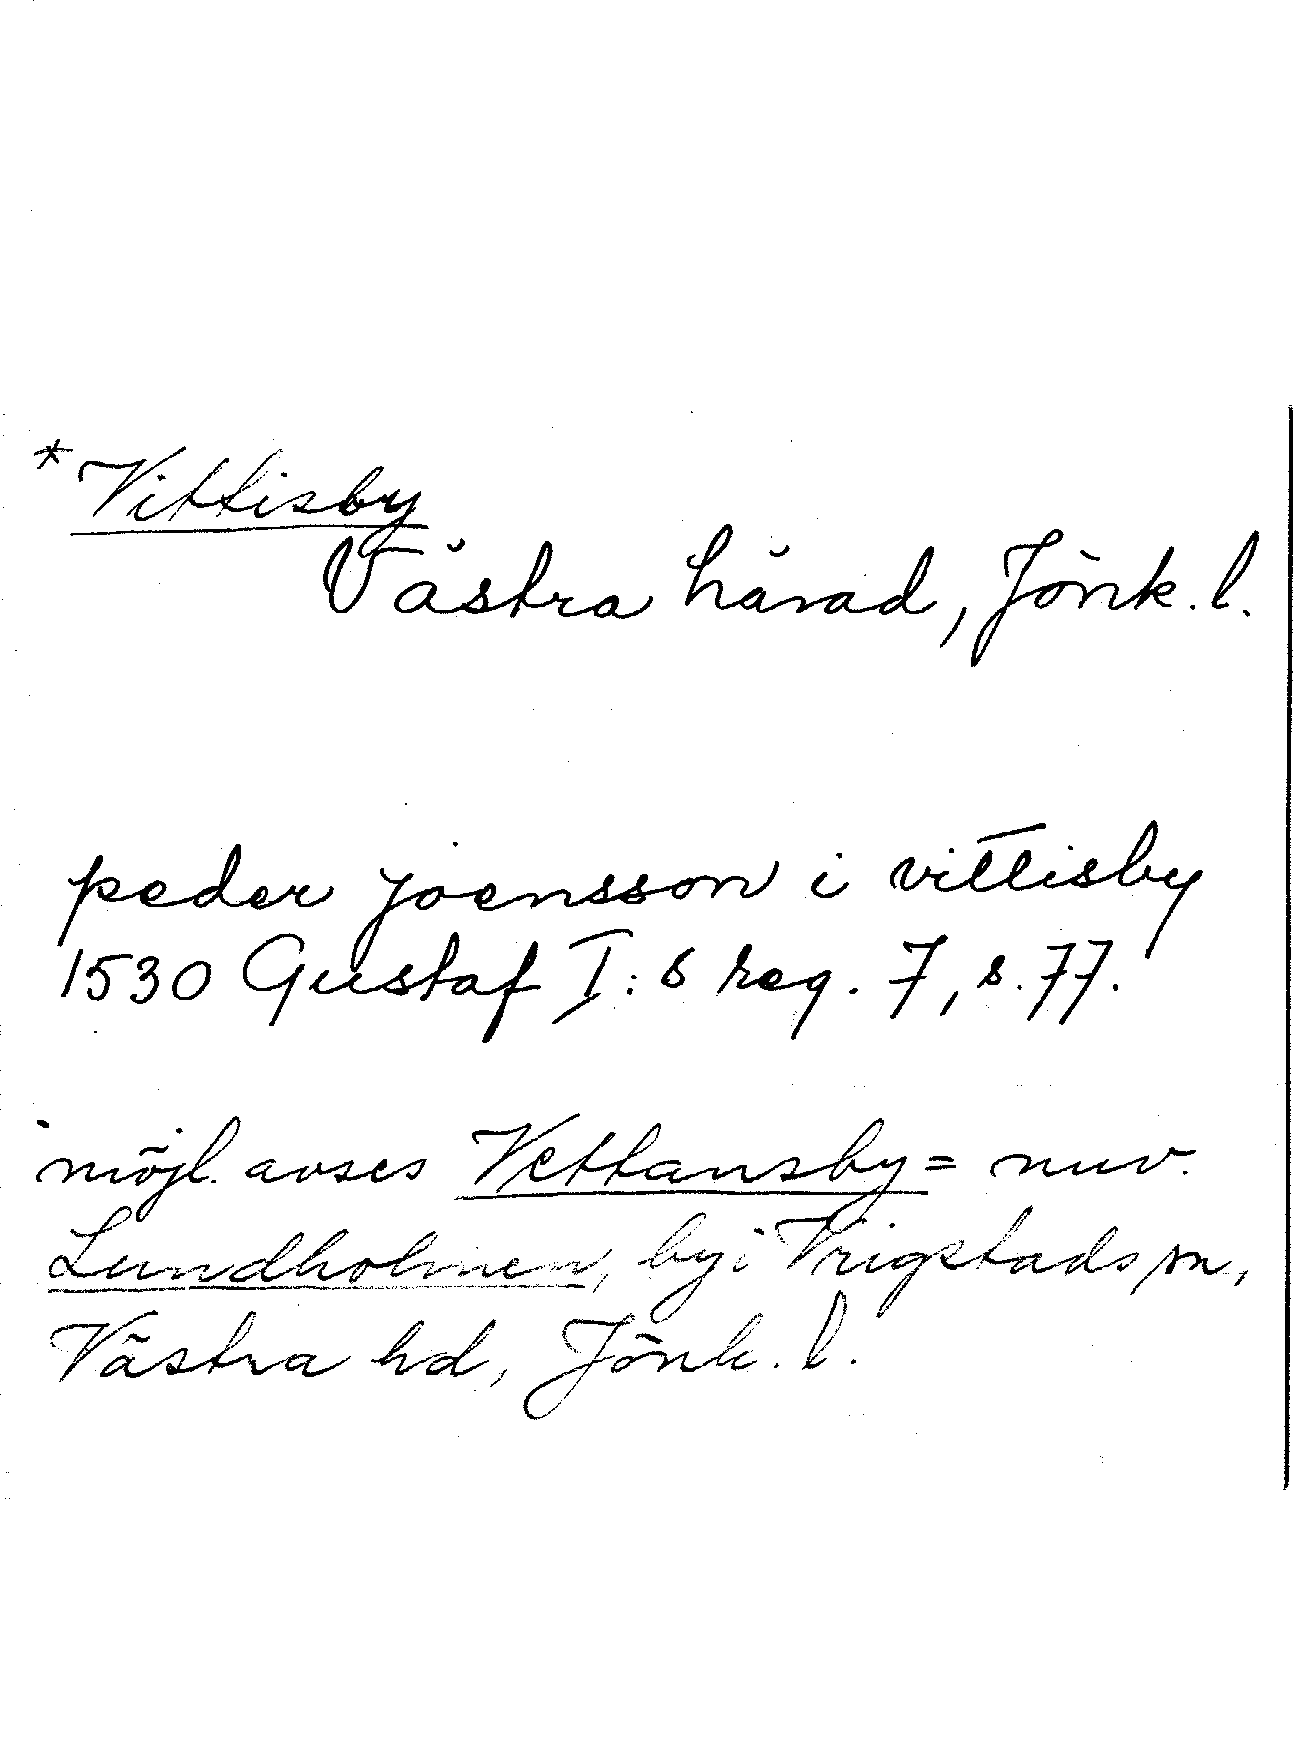 *Vittisby
Västra härad, Jönk. l.
peder joensson i vittisby
1530 Gustaf I:s reg. 7, s. 77.
möjl. avses Vettansby = nuv.
Lundholmen, by i Vrigstads sn,
Västra hd, Jönk. l.